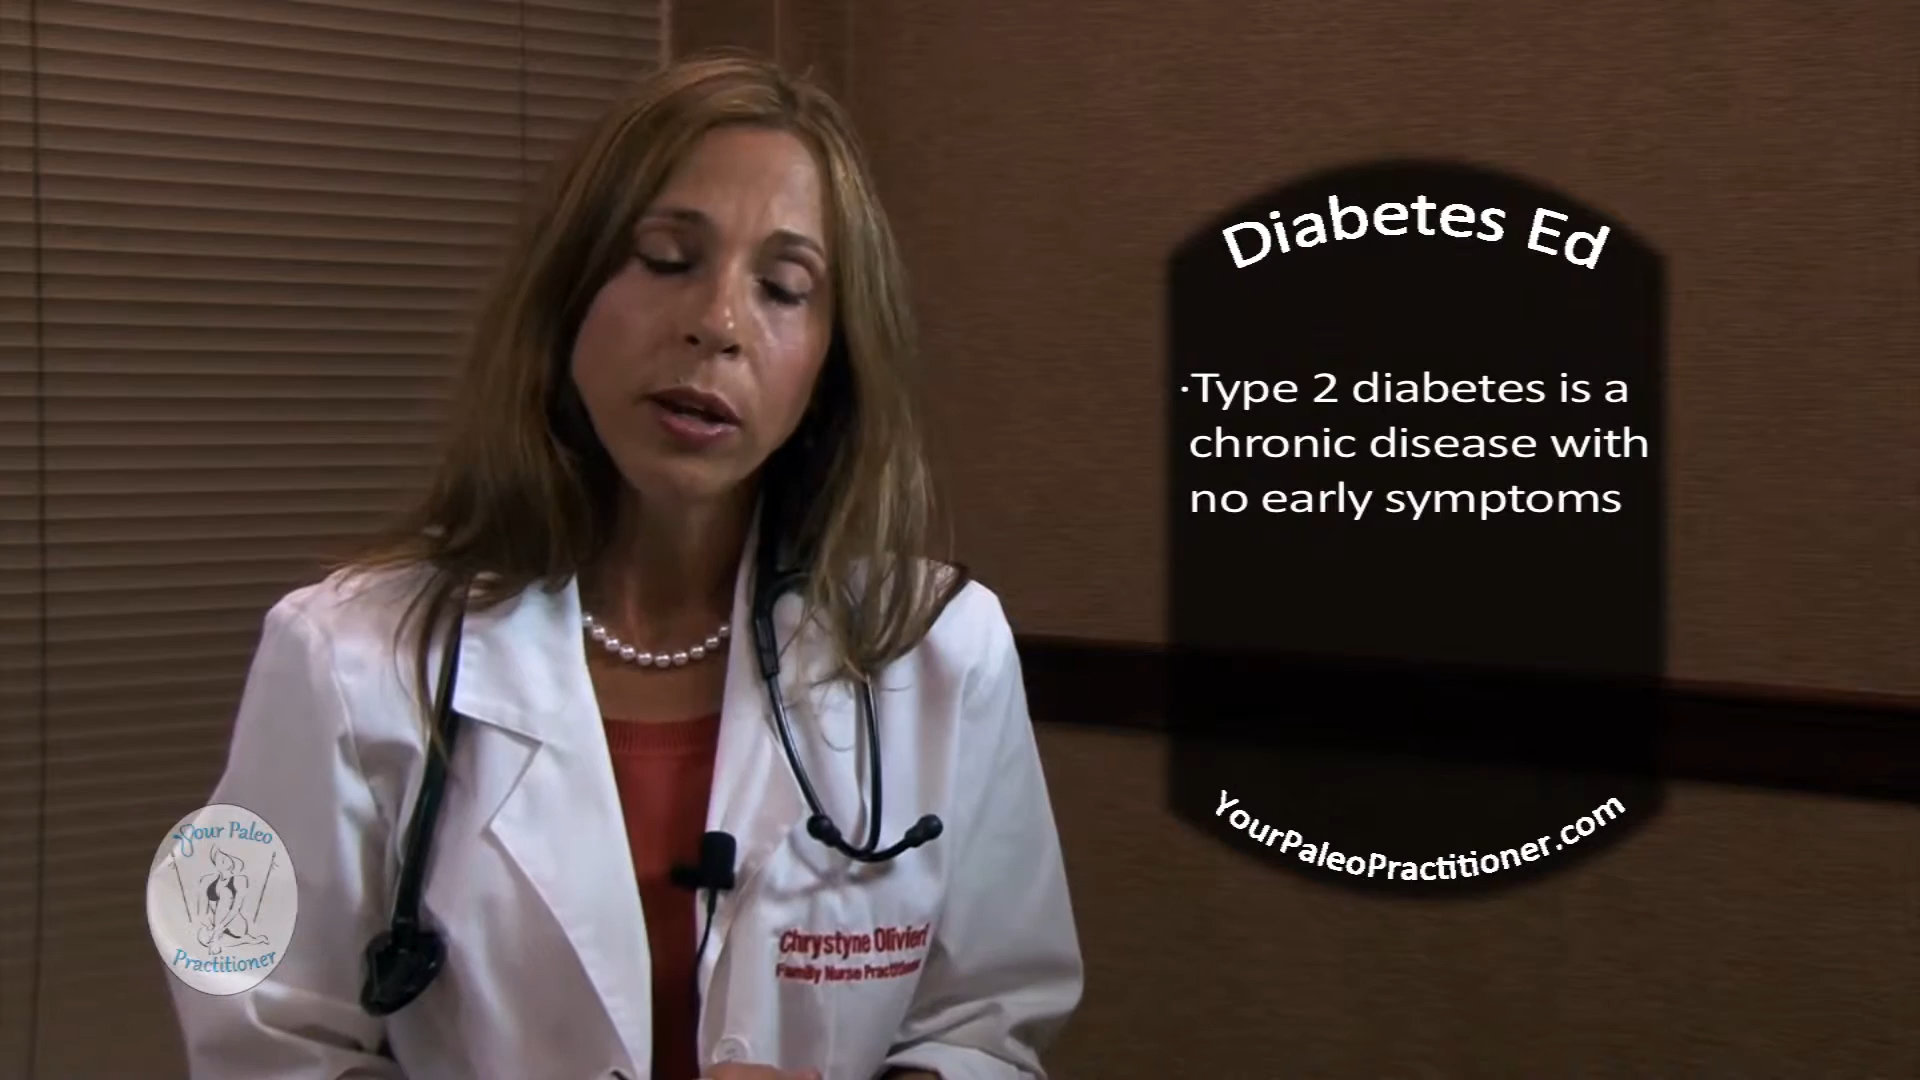 Diabetes Ed
·Type 2 diabetes is a
chronic disease with
no early symptoms
YourPaleoPractitioner.com
Your Paleo
Practitioner
Chrystyne Olivieri
Family Nurse Practitioner